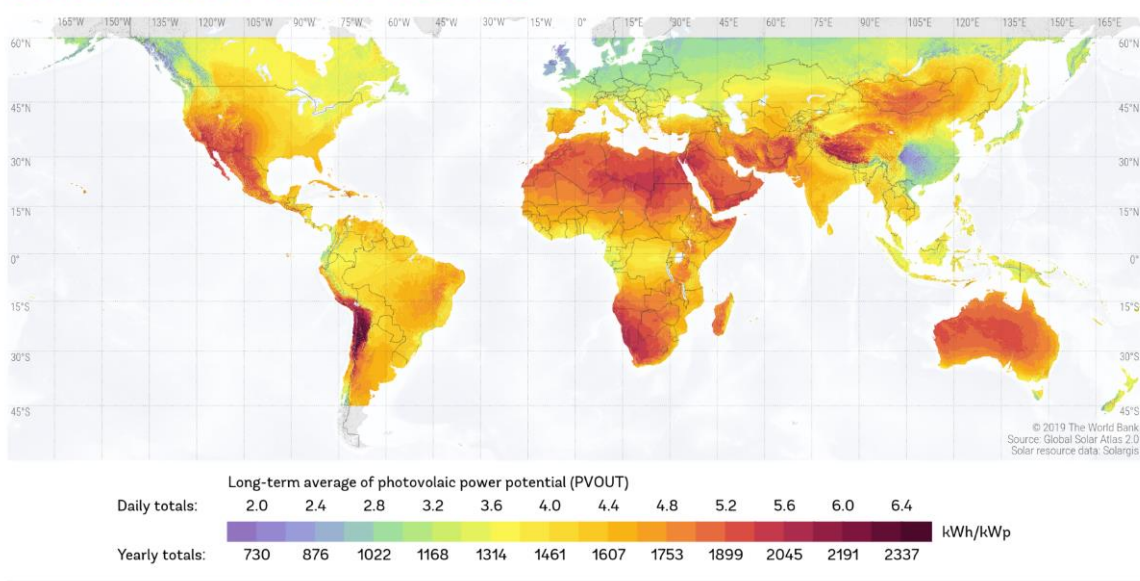 165°W 150°W 135°W 120°W 105°W 90°W 75°W 60°W 45°W 30°W 15°W 0° 15°E 30°E 45°E 60°E 75°E 90°E 105°E 120°E 135°E 150°E 165°E
60°N 60°N
45°N 45°N
30°N 30°N
15°N 15°N
0° 0°
15°S 15°S
30°S 30°S
45°S 45°S
© 2019 The World Bank
Source: Global Solar Atlas 2.0
Solar resource data: Solargis
Long-term average of photovolaic power potential (PVOUT)
Daily totals: 2.0 2.4 2.8 3.2 3.6 4.0 4.4 4.8 5.2 5.6 6.0 6.4
kWh/kWp
Yearly totals: 730 876 1022 1168 1314 1461 1607 1753 1899 2045 2191 2337